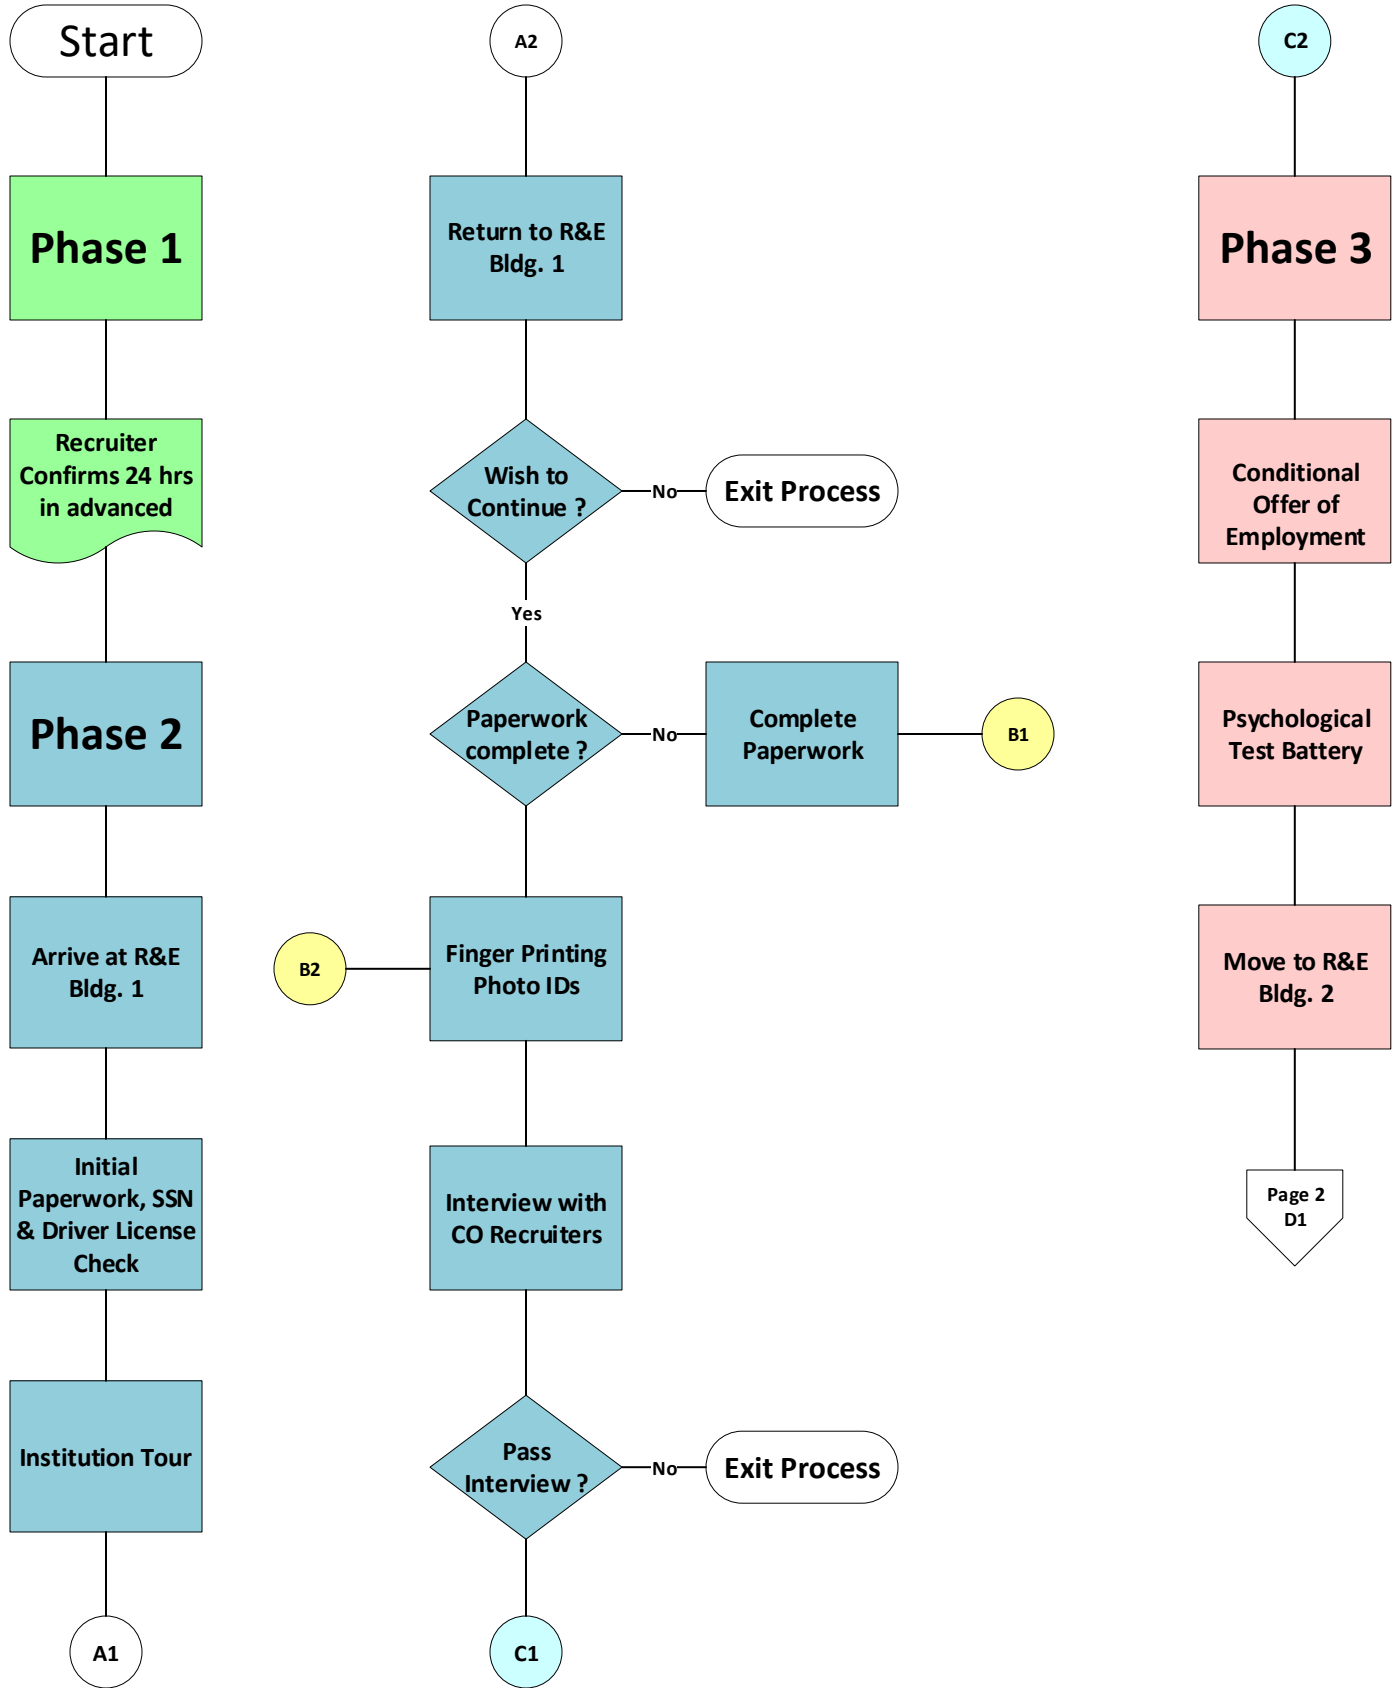 Start
Phase 1
Recruiter
Confirms 24 hrs
in advanced
Phase 2
Arrive at R&E
Bldg. 1
Initial
Paperwork, SSN
& Driver License
Check
Institution Tour
A1
A2
Return to R&E
Bldg. 1
Wish to
Continue ?
No
Exit Process
Yes
Paperwork
complete ?
No
Complete
Paperwork
B1
B2
Finger Printing
Photo IDs
Interview with
CO Recruiters
Pass
Interview ?
No
Exit Process
C1
C2
Phase 3
Conditional
Offer of
Employment
Psychological
Test Battery
Move to R&E
Bldg. 2
Page 2
D1